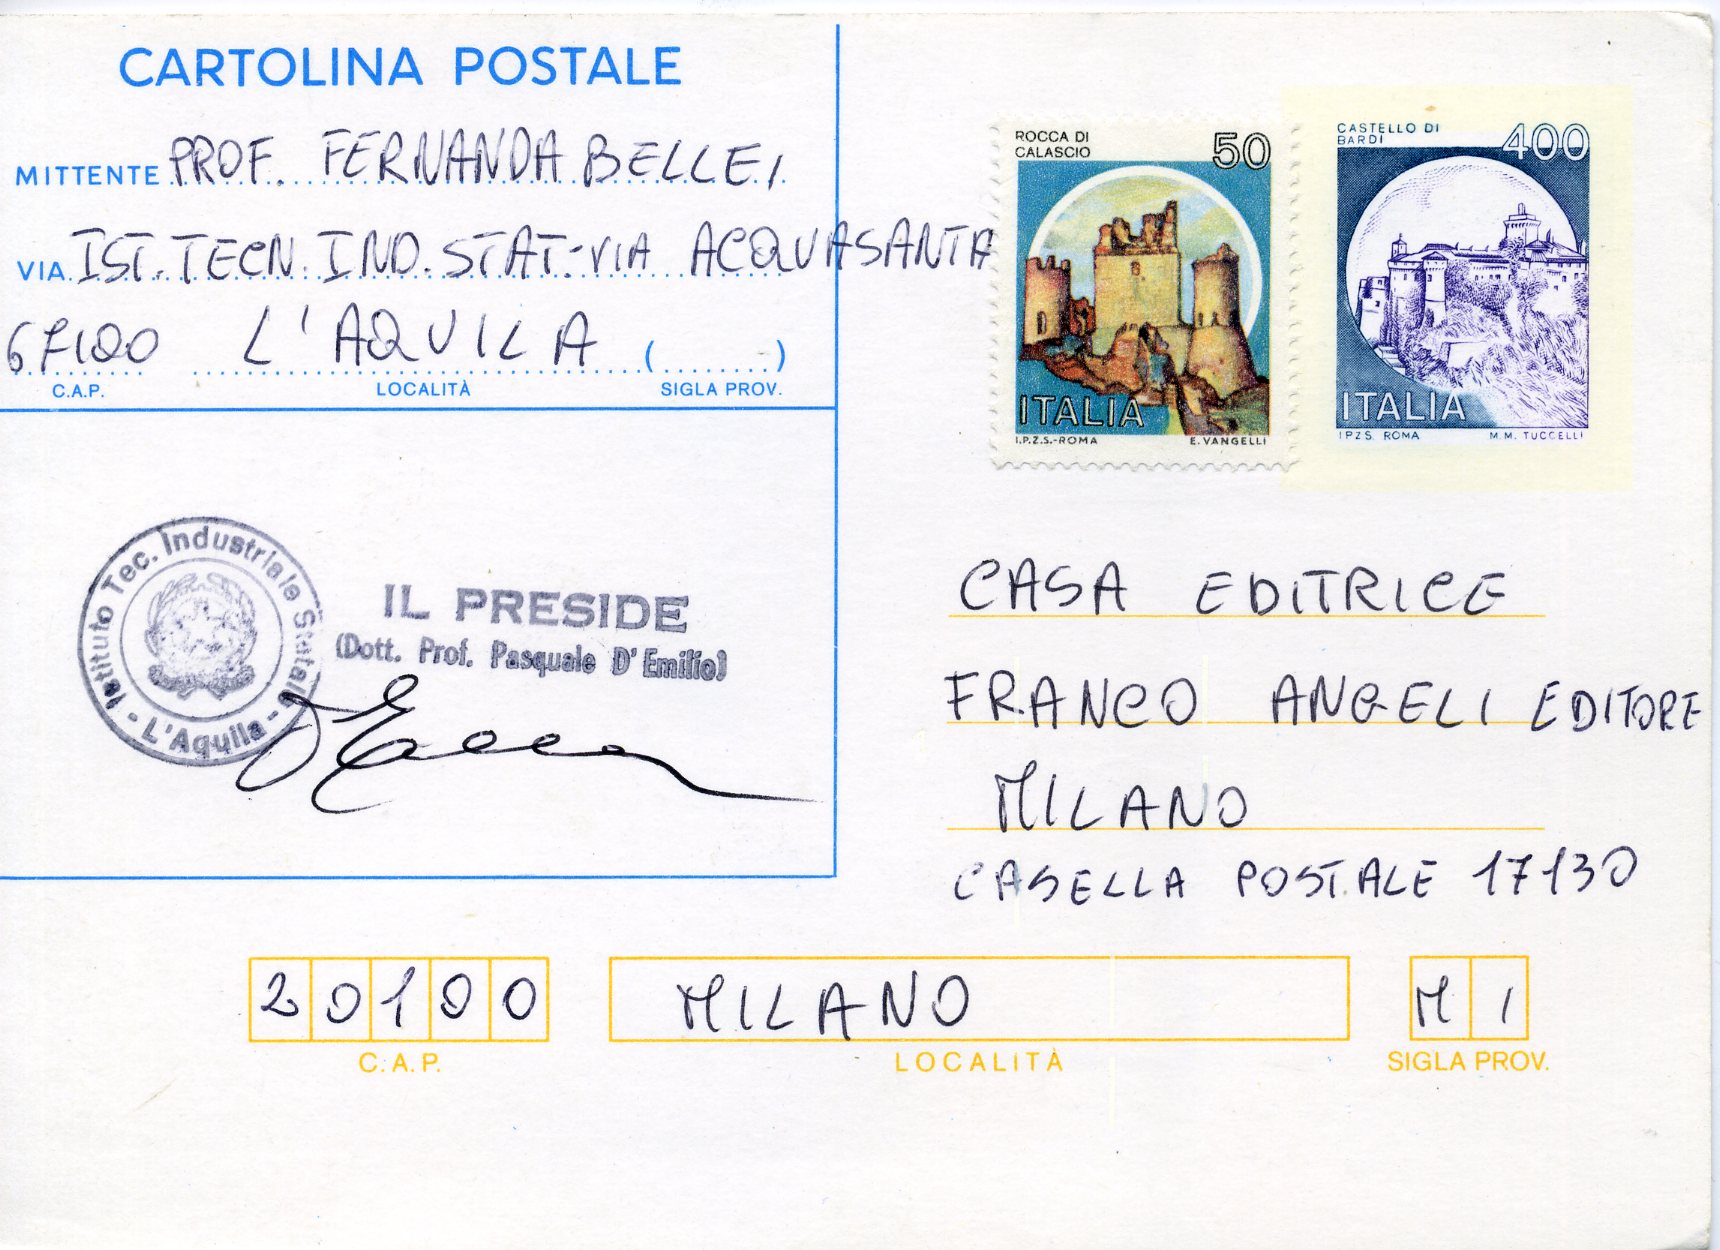 CARTOLINA POSTALE
MITTENTE PROF. FERNANDA BELLEI
VIA IST. TECN. IND. STAT.-VIA ACQUASANTA
67100 L'AQUILA ( )
C.A.P. LOCALITÀ SIGLA PROV.
ROCCA DI
CALASCIO
50
ITALIA
I.P.Z.S.-ROMA E. VANGELLI
CASTELLO DI
BARDI
400
ITALIA
I.P.Z.S. ROMA M.M. TUCCELLI
Istituto Tec. Industriale Statale - L'Aquila -
IL PRESIDE
(Dott. Prof. Pasquale D'Emilio)
CASA EDITRICE
FRANCO ANGELI EDITORE
MILANO
CASELLA POSTALE 17130
20100 MILANO MI
C.A.P. LOCALITÀ SIGLA PROV.